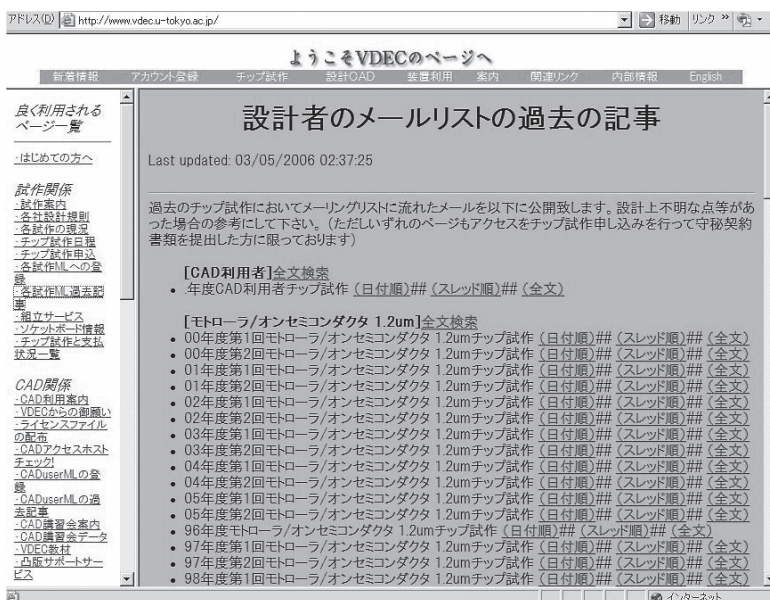 アドレス(D) http://www.vdec.u-tokyo.ac.jp/ 移動 リンク »
ようこそVDECのページへ
新着情報 アカウント登録 チップ試作 設計CAD 装置利用 案内 関連リンク 内部情報 English
良く利用される
ページ一覧
・はじめての方へ
試作関係
・試作案内
・各社設計規則
・各試作の現況
・チップ試作日程
・チップ試作申込
・各試作MLへの登
録
・各試作ML過去記
事
・組立サービス
・ソケットボード情報
・チップ試作と支払
状況一覧
CAD関係
・CAD利用案内
・VDECからの御願い
・ライセンスファイル
の配布
・CADアクセスホスト
チェック!
・CADuserMLの登
録
・CADuserMLの過
去記事
・CAD講習会案内
・CAD講習会データ
・VDEC教材
・凸版サポートサー
ビス
設計者のメールリストの過去の記事
Last updated: 03/05/2006 02:37:25
過去のチップ試作においてメーリングリストに流れたメールを以下に公開致します。設計上不明な点等があ
った場合の参考にして下さい。(ただしいずれのページもアクセスをチップ試作申し込みを行って守秘契約
書類を提出した方に限っております)
[CAD利用者]全文検索
• .年度CAD利用者チップ試作 (日付順)## (スレッド順)## (全文)
[モトローラ/オンセミコンダクタ 1.2um]全文検索
• 00年度第1回モトローラ/オンセミコンダクタ 1.2umチップ試作 (日付順)## (スレッド順)## (全文)
• 00年度第2回モトローラ/オンセミコンダクタ 1.2umチップ試作 (日付順)## (スレッド順)## (全文)
• 01年度第1回モトローラ/オンセミコンダクタ 1.2umチップ試作 (日付順)## (スレッド順)## (全文)
• 01年度第2回モトローラ/オンセミコンダクタ 1.2umチップ試作 (日付順)## (スレッド順)## (全文)
• 02年度第1回モトローラ/オンセミコンダクタ 1.2umチップ試作 (日付順)## (スレッド順)## (全文)
• 02年度第2回モトローラ/オンセミコンダクタ 1.2umチップ試作 (日付順)## (スレッド順)## (全文)
• 03年度第1回モトローラ/オンセミコンダクタ 1.2umチップ試作 (日付順)## (スレッド順)## (全文)
• 03年度第2回モトローラ/オンセミコンダクタ 1.2umチップ試作 (日付順)## (スレッド順)## (全文)
• 04年度第1回モトローラ/オンセミコンダクタ 1.2umチップ試作 (日付順)## (スレッド順)## (全文)
• 04年度第2回モトローラ/オンセミコンダクタ 1.2umチップ試作 (日付順)## (スレッド順)## (全文)
• 05年度第1回モトローラ/オンセミコンダクタ 1.2umチップ試作 (日付順)## (スレッド順)## (全文)
• 05年度第2回モトローラ/オンセミコンダクタ 1.2umチップ試作 (日付順)## (スレッド順)## (全文)
• 96年度モトローラ/オンセミコンダクタ 1.2umチップ試作 (日付順)## (スレッド順)## (全文)
• 97年度第1回モトローラ/オンセミコンダクタ 1.2umチップ試作 (日付順)## (スレッド順)## (全文)
• 97年度第2回モトローラ/オンセミコンダクタ 1.2umチップ試作 (日付順)## (スレッド順)## (全文)
• 98年度第1回モトローラ/オンセミコンダクタ 1.2umチップ試作 (日付順)## (スレッド順)## (全文)
インターネット